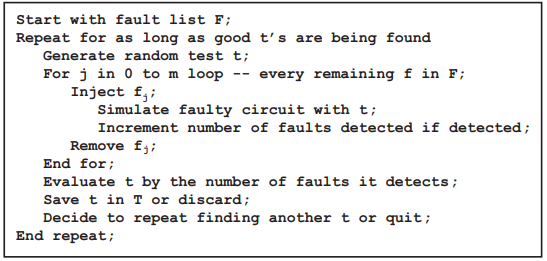 Start with fault list F;
Repeat for as long as good t's are being found
Generate random test t;
For j in 0 to m loop -- every remaining f in F;
Inject fj;
Simulate faulty circuit with t;
Increment number of faults detected if detected;
Remove fj;
End for;
Evaluate t by the number of faults it detects;
Save t in T or discard;
Decide to repeat finding another t or quit;
End repeat;